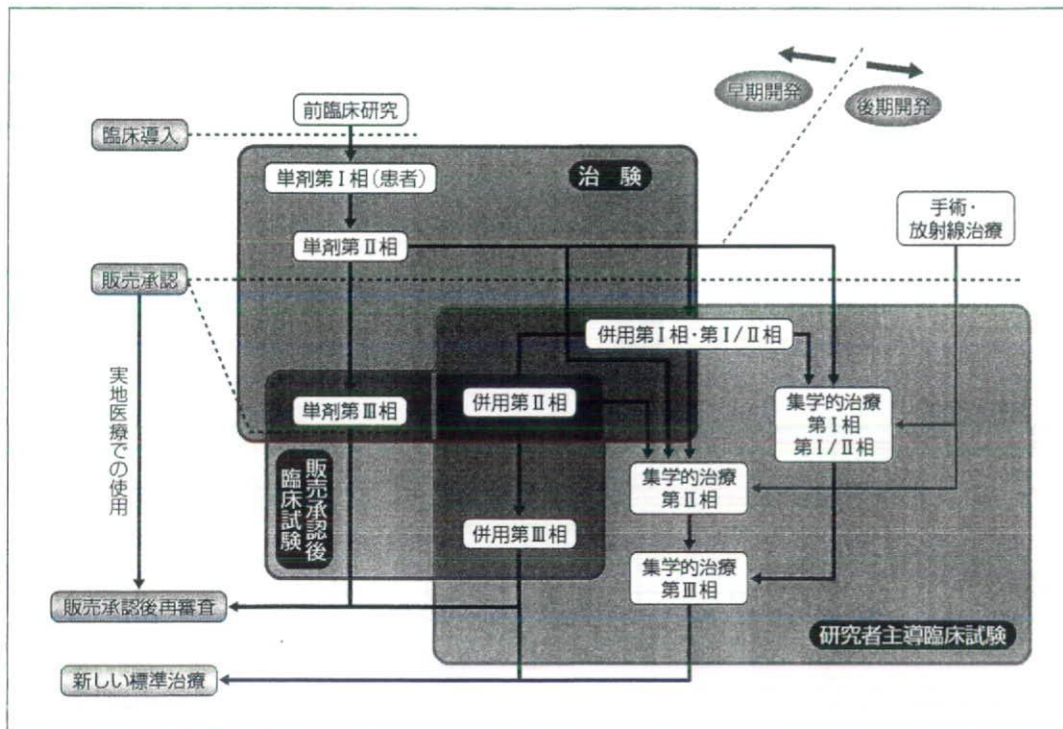 早期開発
後期開発
前臨床研究
臨床導入
治験
単剤第Ⅰ相(患者)
手術・
放射線治療
単剤第Ⅱ相
販売承認
併用第Ⅰ相・第Ⅰ/Ⅱ相
実地医療での使用
単剤第Ⅲ相
併用第Ⅱ相
集学的治療
第Ⅰ相
第Ⅰ/Ⅱ相
販売承認後
臨床試験
集学的治療
第Ⅱ相
併用第Ⅲ相
集学的治療
第Ⅲ相
販売承認後再審査
研究者主導臨床試験
新しい標準治療